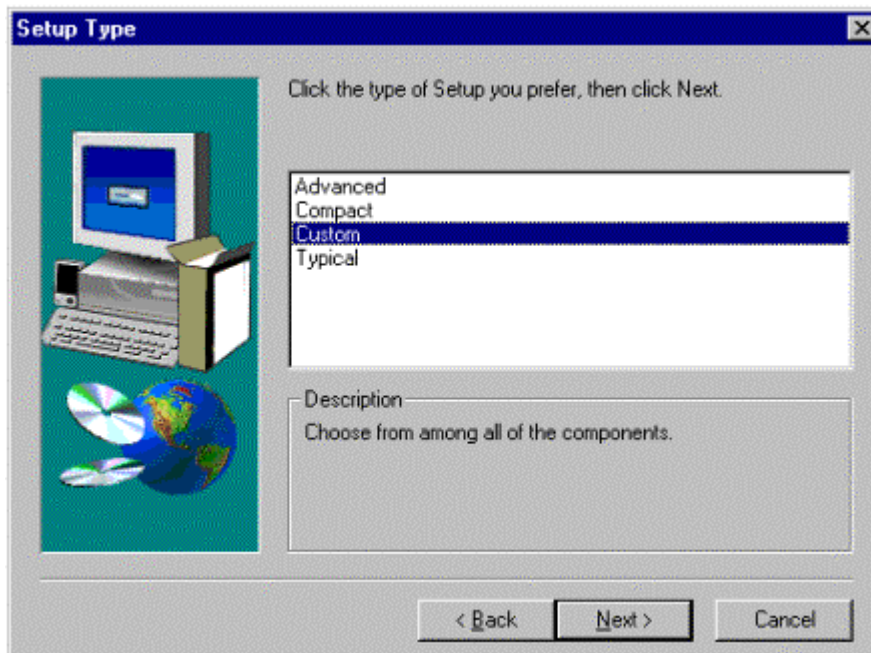 Setup Type
Click the type of Setup you prefer, then click Next.
Advanced
Compact
Custom
Typical
Description
Choose from among all of the components.
< Back
Next >
Cancel